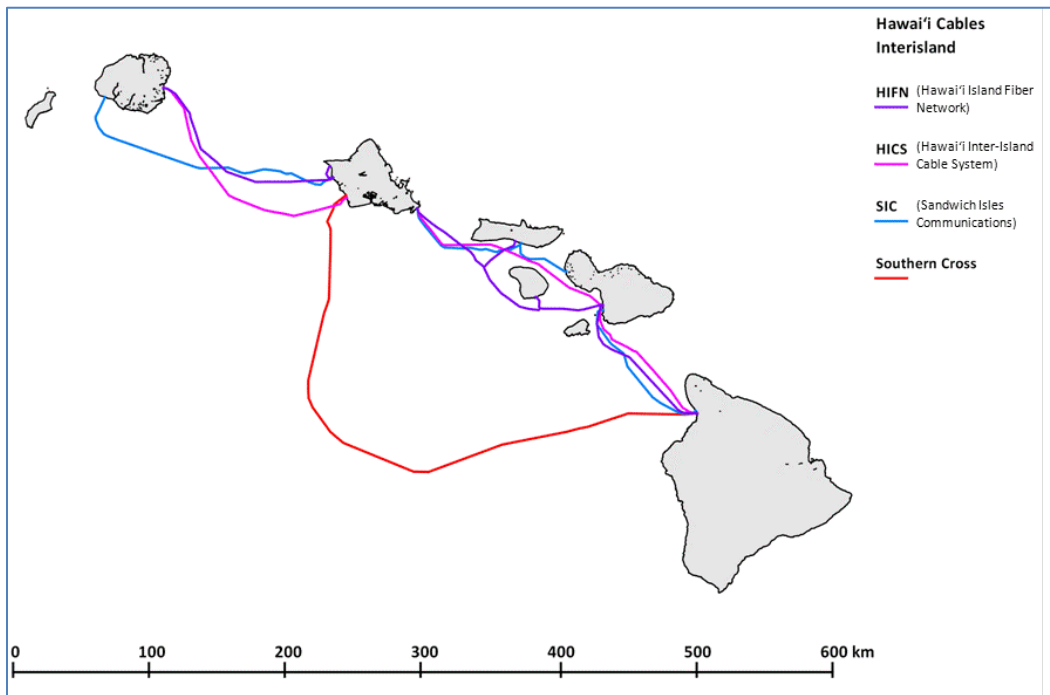 Hawai‘i Cables
Interisland
HIFN (Hawai‘i Island Fiber
Network)
HICS (Hawai‘i Inter-Island
Cable System)
SIC (Sandwich Isles
Communications)
Southern Cross
0 100 200 300 400 500 600 km